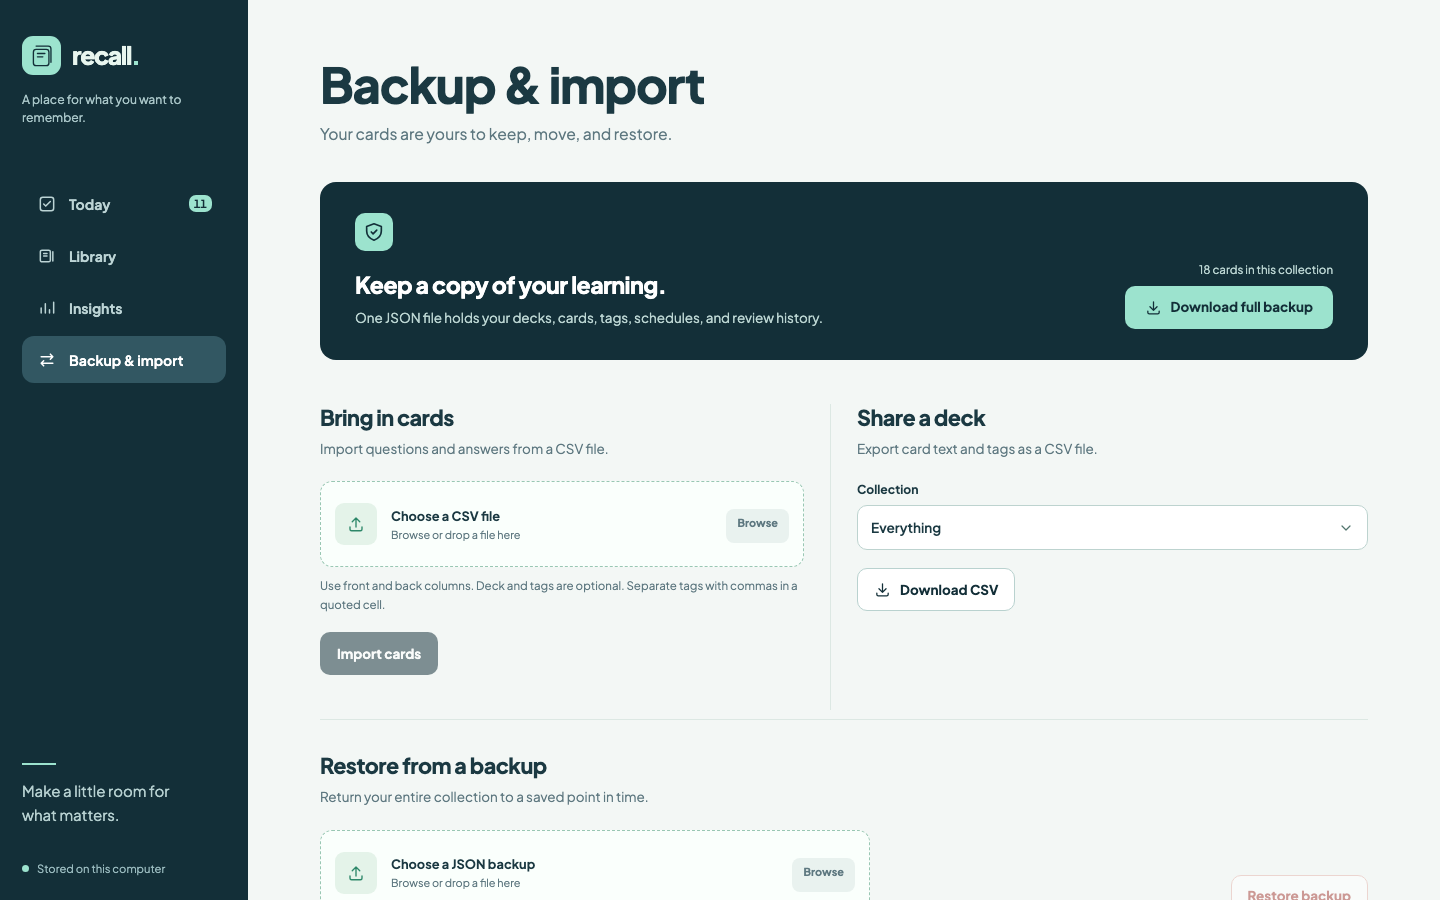 recall.
A place for what you want to
remember.
Today
11
Library
Insights
Backup & import
Make a little room for
what matters.
Stored on this computer
Backup & import
Your cards are yours to keep, move, and restore.
Keep a copy of your learning.
One JSON file holds your decks, cards, tags, schedules, and review history.
18 cards in this collection
Download full backup
Bring in cards
Import questions and answers from a CSV file.
Choose a CSV file
Browse or drop a file here
Browse
Use front and back columns. Deck and tags are optional. Separate tags with commas in a
quoted cell.
Import cards
Share a deck
Export card text and tags as a CSV file.
Collection
Everything
Download CSV
Restore from a backup
Return your entire collection to a saved point in time.
Choose a JSON backup
Browse or drop a file here
Browse
Restore backup